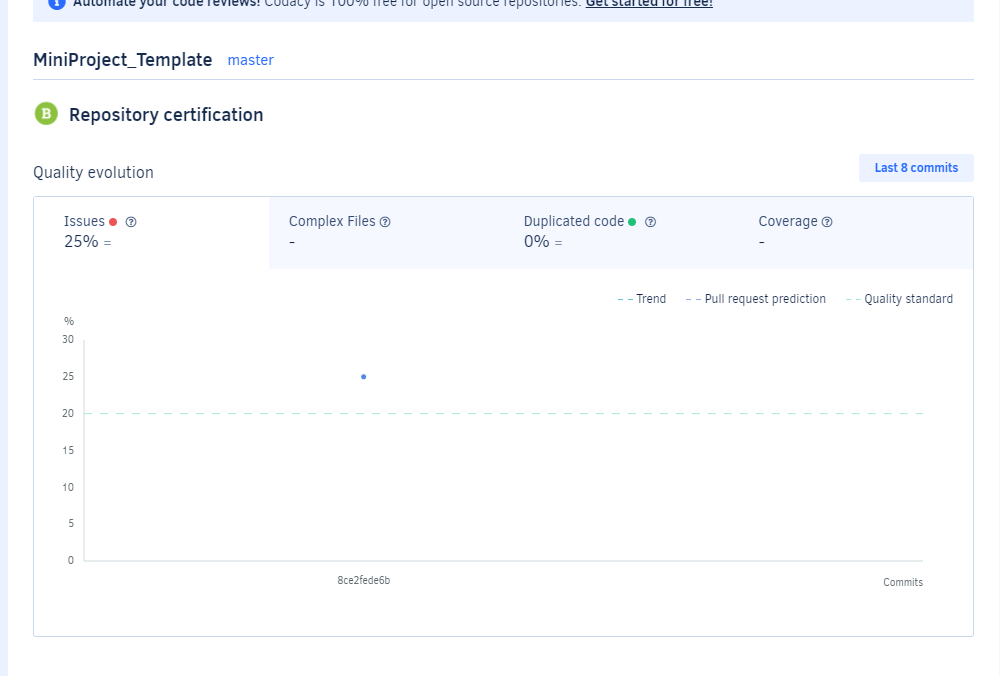 Automate your code reviews! Codacy is 100% free for open source repositories. Get started for free!
MiniProject_Template master
B Repository certification
Quality evolution
Last 8 commits
Issues
25% =
Complex Files
-
Duplicated code
0% =
Coverage
-
Trend
Pull request prediction
Quality standard
%
30
25
20
15
10
5
0
8ce2fede6b
Commits